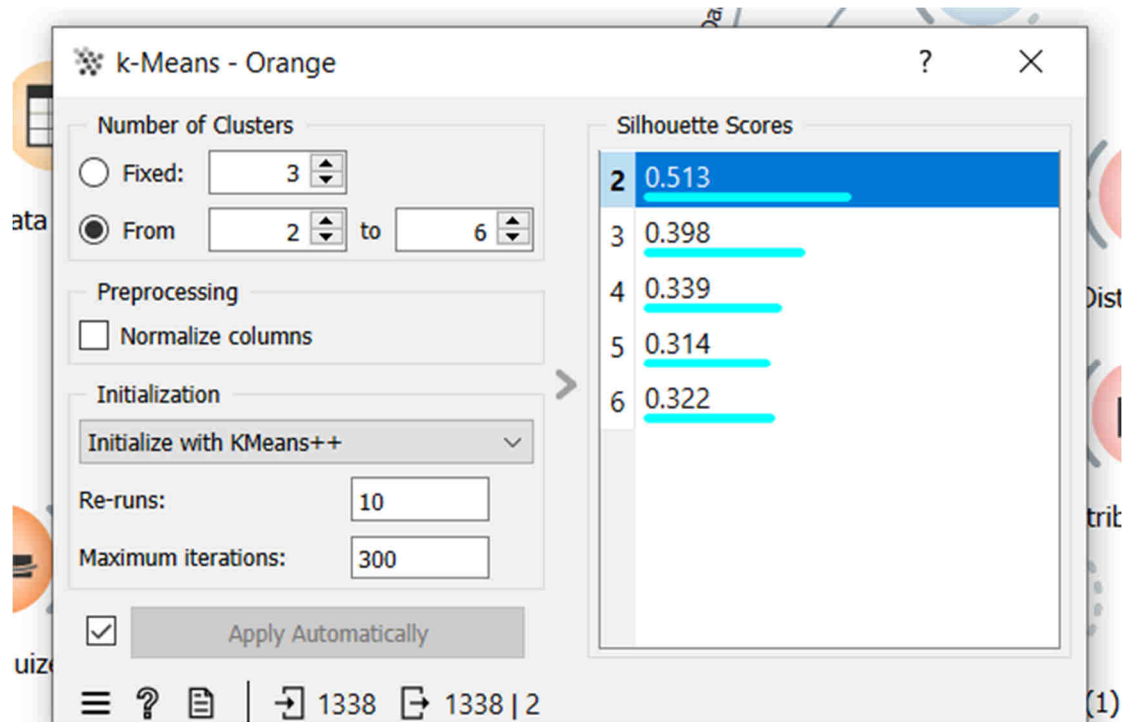 k-Means - Orange
?
Number of Clusters
Fixed: 3
From 2 to 6
Preprocessing
Normalize columns
Initialization
Initialize with KMeans++
Re-runs: 10
Maximum iterations: 300
Apply Automatically
? 1338 1338 | 2
Silhouette Scores
2 0.513
3 0.398
4 0.339
5 0.314
6 0.322
ata
uize
Dist
trib
(1)